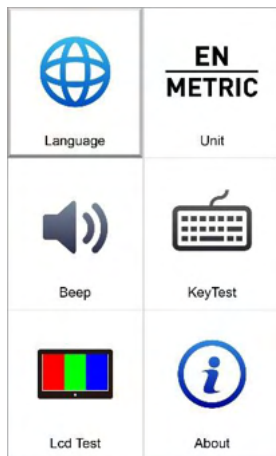 EN
METRIC
Language
Unit
Beep
KeyTest
Lcd Test
About